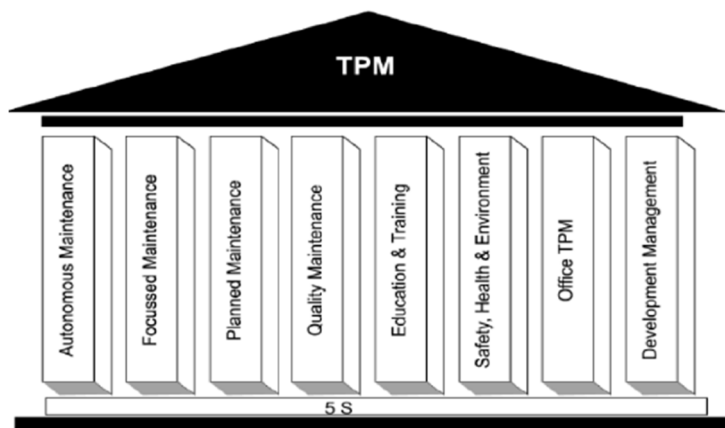 TPM
Autonomous Maintenance
Focussed Maintenance
Planned Maintenance
Quality Maintenance
Education & Training
Safety, Health & Environment
Office TPM
Development Management
5 S